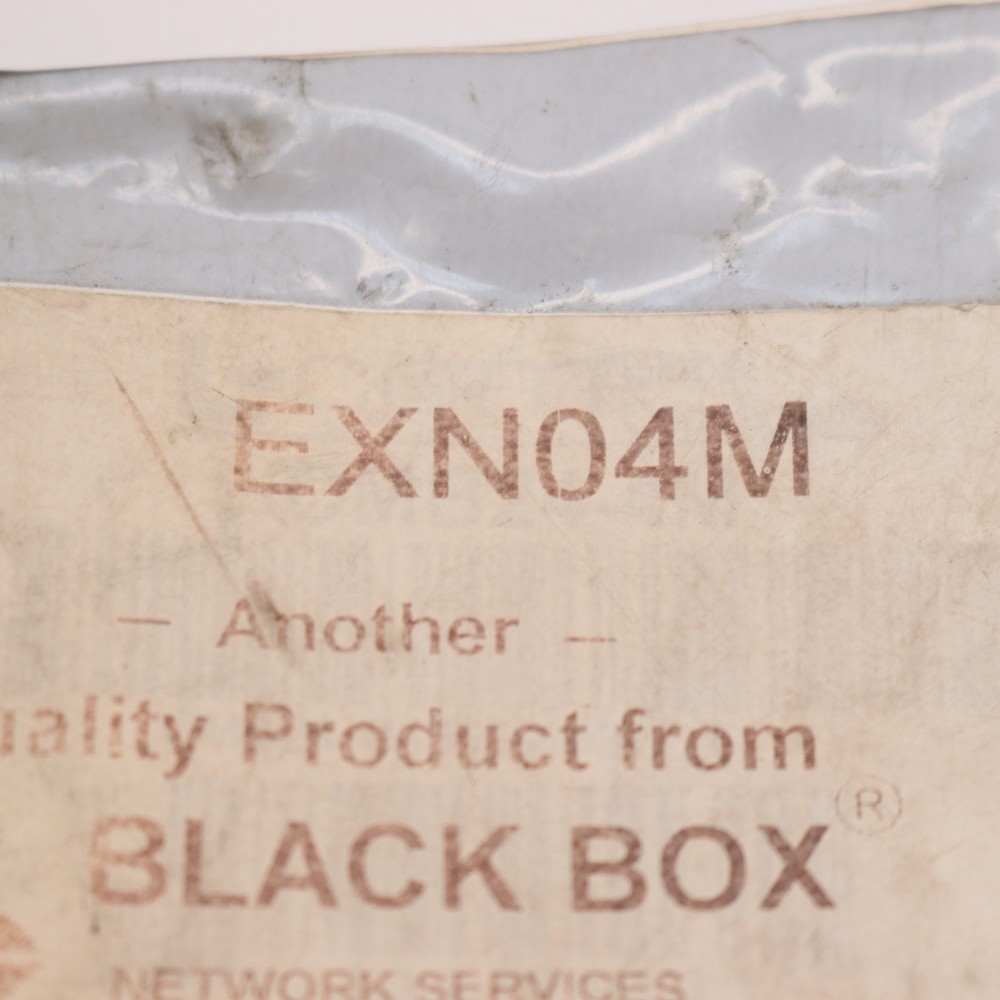 EXN04M
— Another —
uality Product from
BLACK BOX®
NETWORK SERVICES